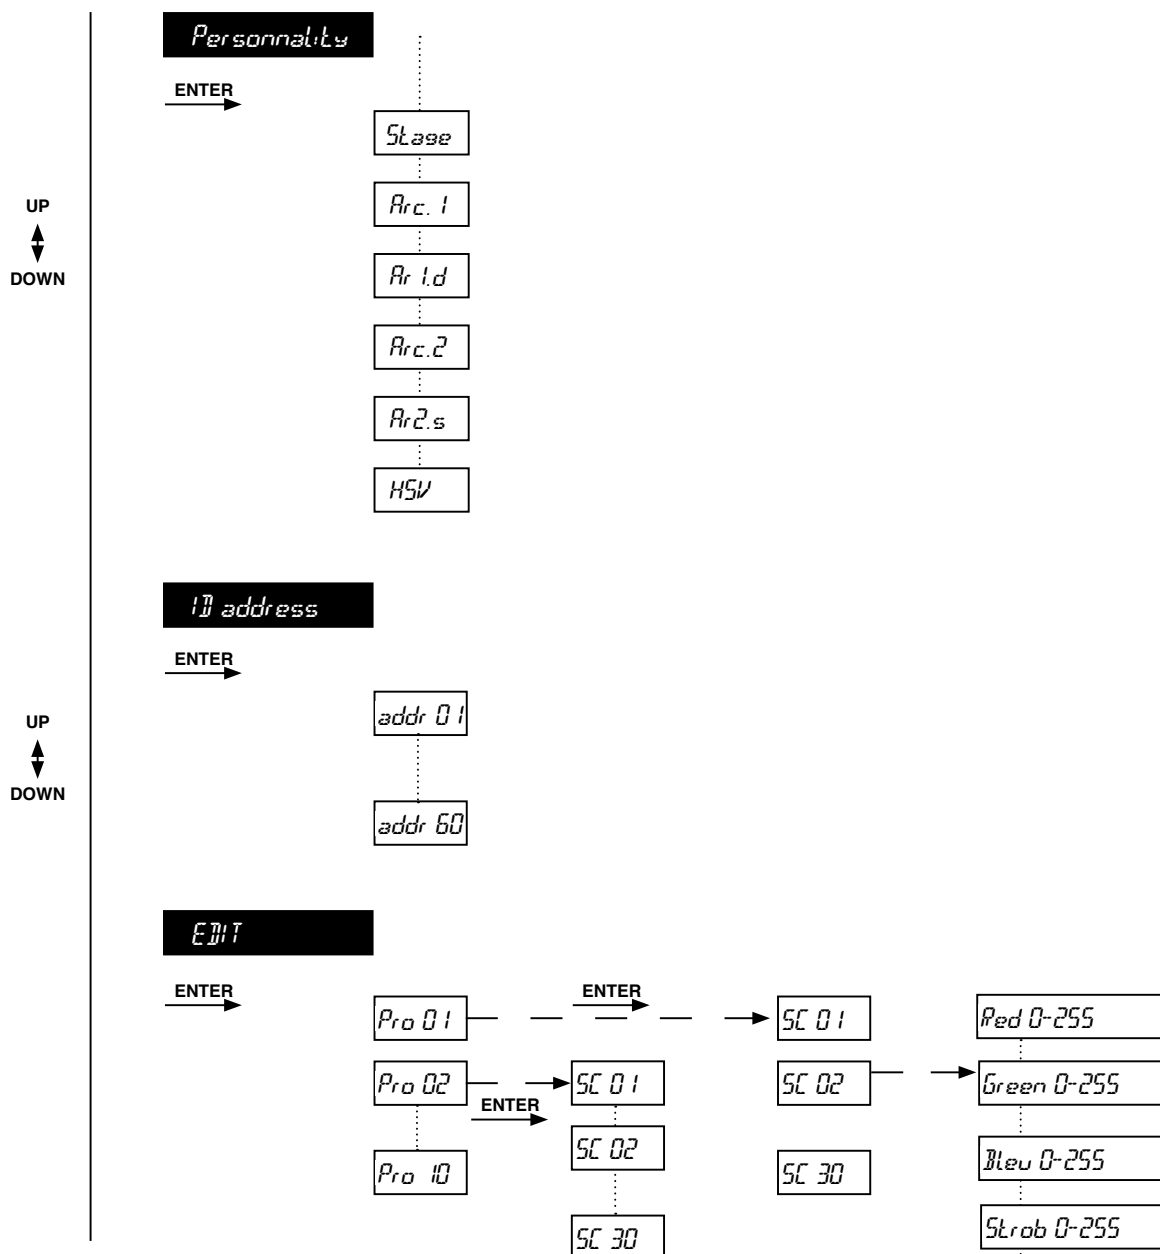 Personnality
ENTER
Stage
Arc. 1
UP
Ar 1.d
DOWN
Arc.2
Ar2.s
HSV
ID address
ENTER
addr 01
UP
DOWN
addr 60
EDIT
ENTER
ENTER
Pro 01
SC 01
Red 0-255
Pro 02
SC 01
SC 02
Green 0-255
ENTER
SC 02
Bleu 0-255
Pro 10
SC 30
Strob 0-255
SC 30